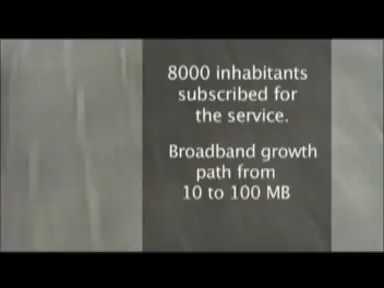 8000 inhabitants
subscribed for
the service.
Broadband growth
path from
10 to 100 MB